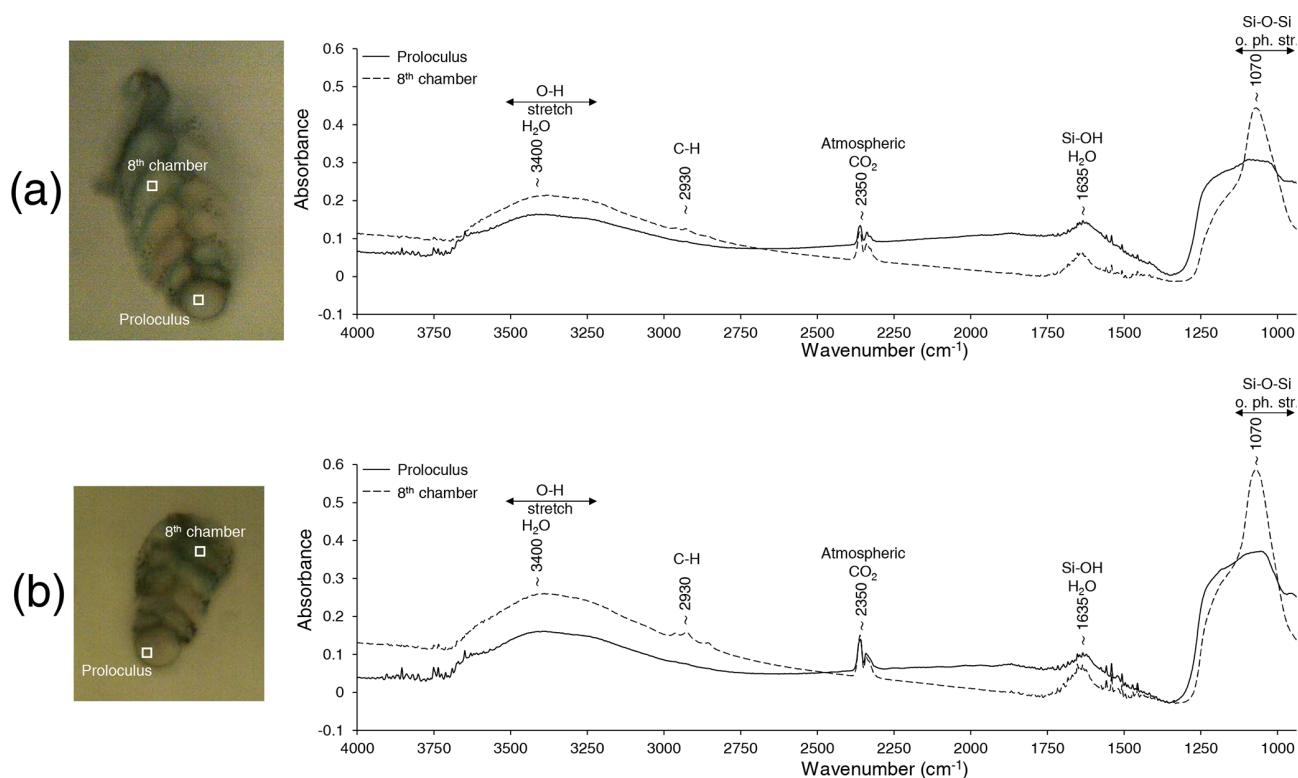 (a)
8th chamber
Proloculus
Si-O-Si
o. ph. str.
1070
Proloculus
8th chamber
O-H
stretch
H2O
3400
C-H
2930
Atmospheric
CO2
2350
Si-OH
H2O
1635
Absorbance
0.6
0.5
0.4
0.3
0.2
0.1
0
-0.1
4000 3750 3500 3250 3000 2750 2500 2250 2000 1750 1500 1250 1000
Wavenumber (cm-1)
(b)
8th chamber
Proloculus
Si-O-Si
o. ph. str.
1070
Proloculus
8th chamber
O-H
stretch
H2O
3400
C-H
2930
Atmospheric
CO2
2350
Si-OH
H2O
1635
Absorbance
0.6
0.5
0.4
0.3
0.2
0.1
0
-0.1
4000 3750 3500 3250 3000 2750 2500 2250 2000 1750 1500 1250 1000
Wavenumber (cm-1)